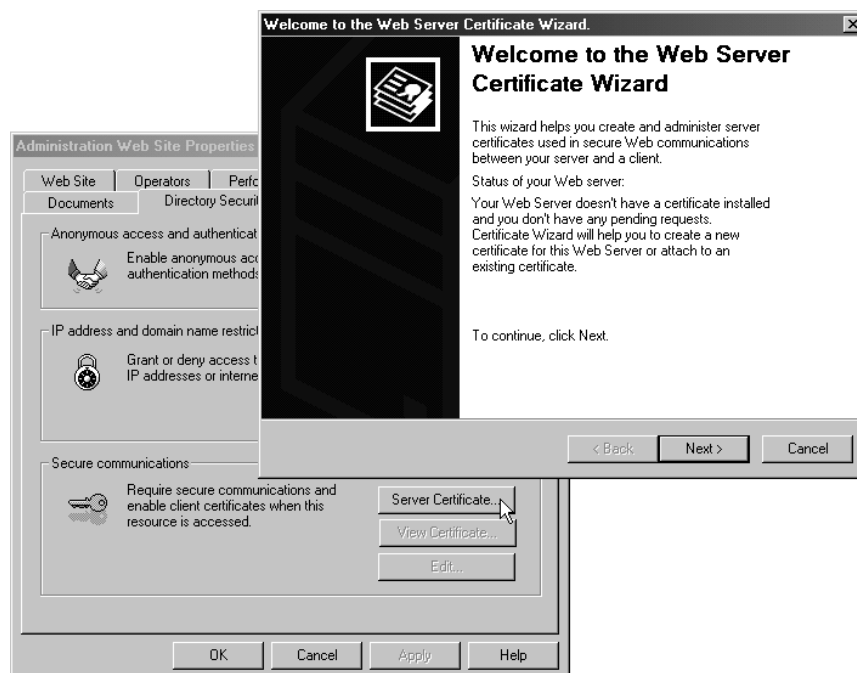 Welcome to the Web Server Certificate Wizard.
Welcome to the Web Server
Certificate Wizard
This wizard helps you create and administer server
certificates used in secure Web communications
between your server and a client.
Status of your Web server:
Your Web Server doesn't have a certificate installed
and you don't have any pending requests.
Certificate Wizard will help you to create a new
certificate for this Web Server or attach to an
existing certificate.
To continue, click Next.
< Back
Next >
Cancel
Administration Web Site Properties
Web Site
Operators
Perfo
Documents
Directory Securit
Anonymous access and authenticat
Enable anonymous acc
authentication methods
IP address and domain name restrict
Grant or deny access t
IP addresses or interne
Secure communications
Require secure communications and
enable client certificates when this
resource is accessed.
Server Certificate...
View Certificate...
Edit...
OK
Cancel
Apply
Help